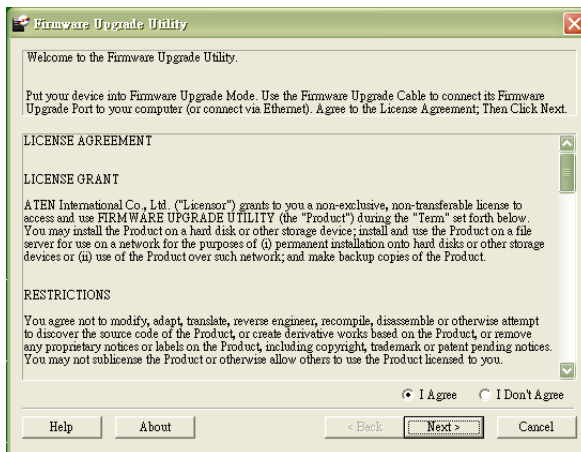 Firmware Upgrade Utility
Welcome to the Firmware Upgrade Utility.
Put your device into Firmware Upgrade Mode. Use the Firmware Upgrade Cable to connect its Firmware
Upgrade Port to your computer (or connect via Ethernet). Agree to the License Agreement; Then Click Next.
LICENSE AGREEMENT
LICENSE GRANT
ATEN International Co., Ltd. ("Licensor") grants to you a non-exclusive, non-transferable license to
access and use FIRMWARE UPGRADE UTILITY (the "Product") during the "Term" set forth below.
You may install the Product on a hard disk or other storage device; install and use the Product on a file
server for use on a network for the purposes of (i) permanent installation onto hard disks or other storage
devices or (ii) use of the Product over such network; and make backup copies of the Product.
RESTRICTIONS
You agree not to modify, adapt, translate, reverse engineer, recompile, disassemble or otherwise attempt
to discover the source code of the Product, or create derivative works based on the Product, or remove
any proprietary notices or labels on the Product, including copyright, trademark or patent pending notices.
You may not sublicense the Product or otherwise allow others to use the Product licensed to you.
I Agree I Don't Agree
Help About < Back Next > Cancel